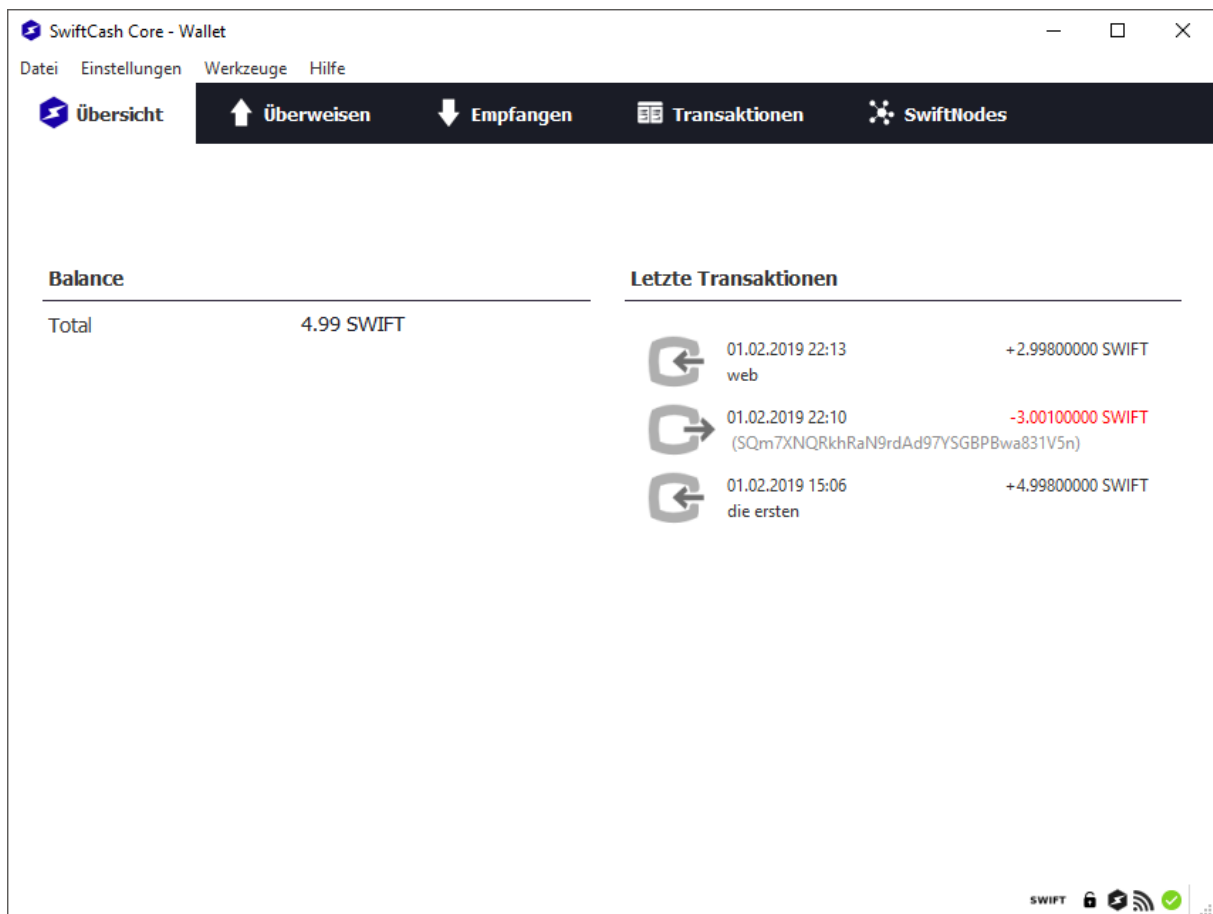 SwiftCash Core - Wallet
Datei Einstellungen Werkzeuge Hilfe
Übersicht Überweisen Empfangen Transaktionen SwiftNodes
Balance
Total 4.99 SWIFT
Letzte Transaktionen
01.02.2019 22:13 +2.99800000 SWIFT
web
01.02.2019 22:10 -3.00100000 SWIFT
(SQm7XNQRkhRaN9rdAd97YSGBPBwa831V5n)
01.02.2019 15:06 +4.99800000 SWIFT
die ersten
SWIFT